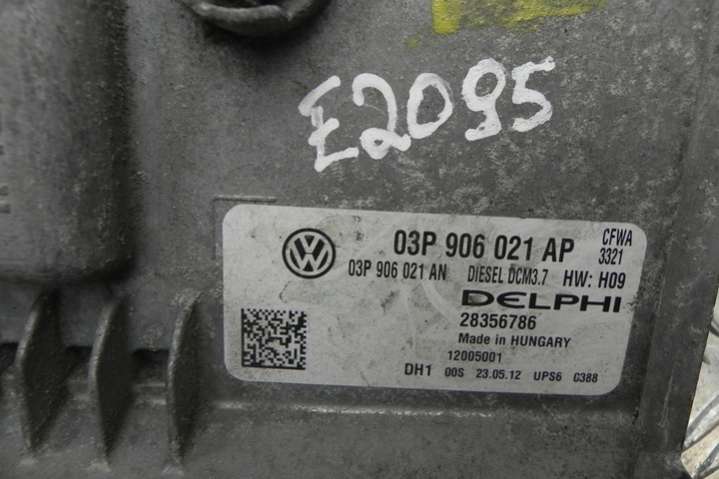 E2095
03P 906 021 AP CFWA
3321
03P 906 021 AN DIESEL DCM3.7 HW: H09
DELPHI
28356786
Made in HUNGARY
12005001
DH1 00S 23.05.12 UPS6 C388